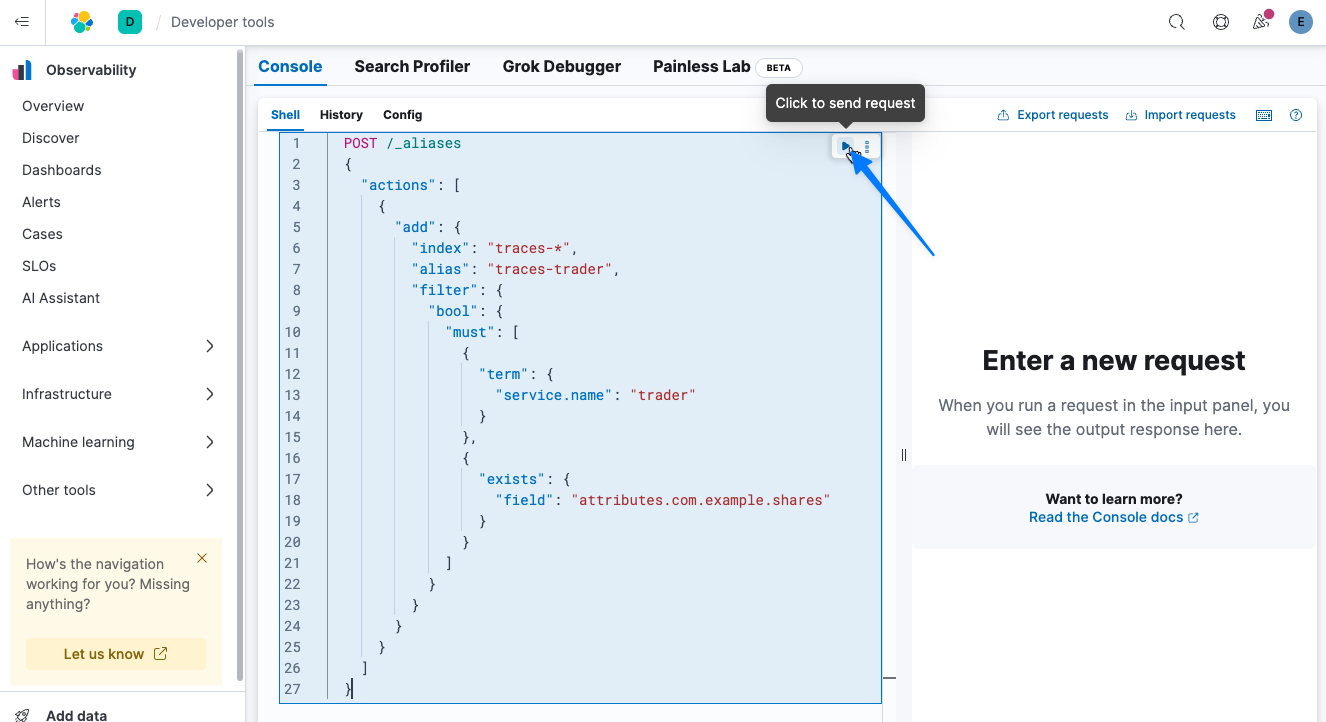 D / Developer tools E
Observability
Overview
Discover
Dashboards
Alerts
Cases
SLOs
AI Assistant
Applications
Infrastructure
Machine learning
Other tools
How's the navigation
working for you? Missing
anything?
Let us know
Add data
Console Search Profiler Grok Debugger Painless Lab BETA
Click to send request
Shell History Config Export requests Import requests
1 POST /_aliases
2 {
3 "actions": [
4 {
5 "add": {
6 "index": "traces-*",
7 "alias": "traces-trader",
8 "filter": {
9 "bool": {
10 "must": [
11 {
12 "term": {
13 "service.name": "trader"
14 }
15 },
16 {
17 "exists": {
18 "field": "attributes.com.example.shares"
19 }
20 }
21 ]
22 }
23 }
24 }
25 }
26 ]
27 }
Enter a new request
When you run a request in the input panel, you
will see the output response here.
Want to learn more?
Read the Console docs